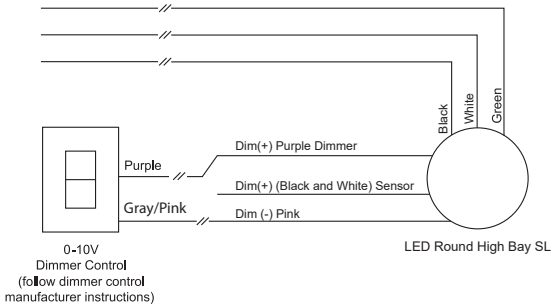 Black
White
Green
Purple
Dim(+) Purple Dimmer
Dim(+) (Black and White) Sensor
Gray/Pink
Dim (-) Pink
LED Round High Bay SL
0-10V
Dimmer Control
(follow dimmer control
manufacturer instructions)